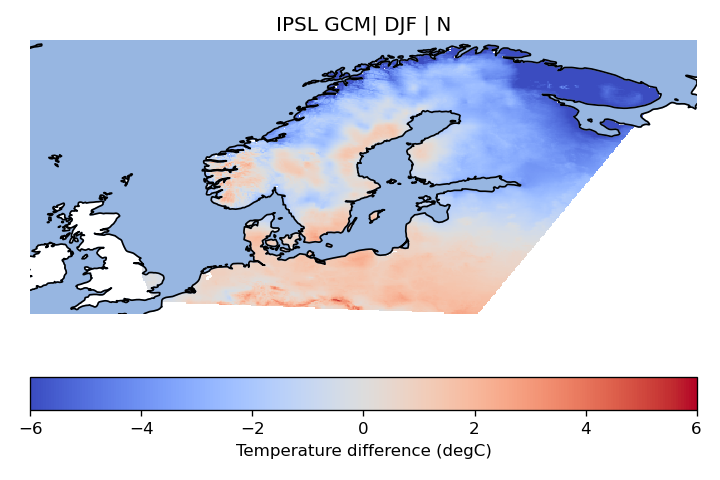 IPSL GCM| DJF | N
−6 −4 −2 0 2 4 6
Temperature difference (degC)